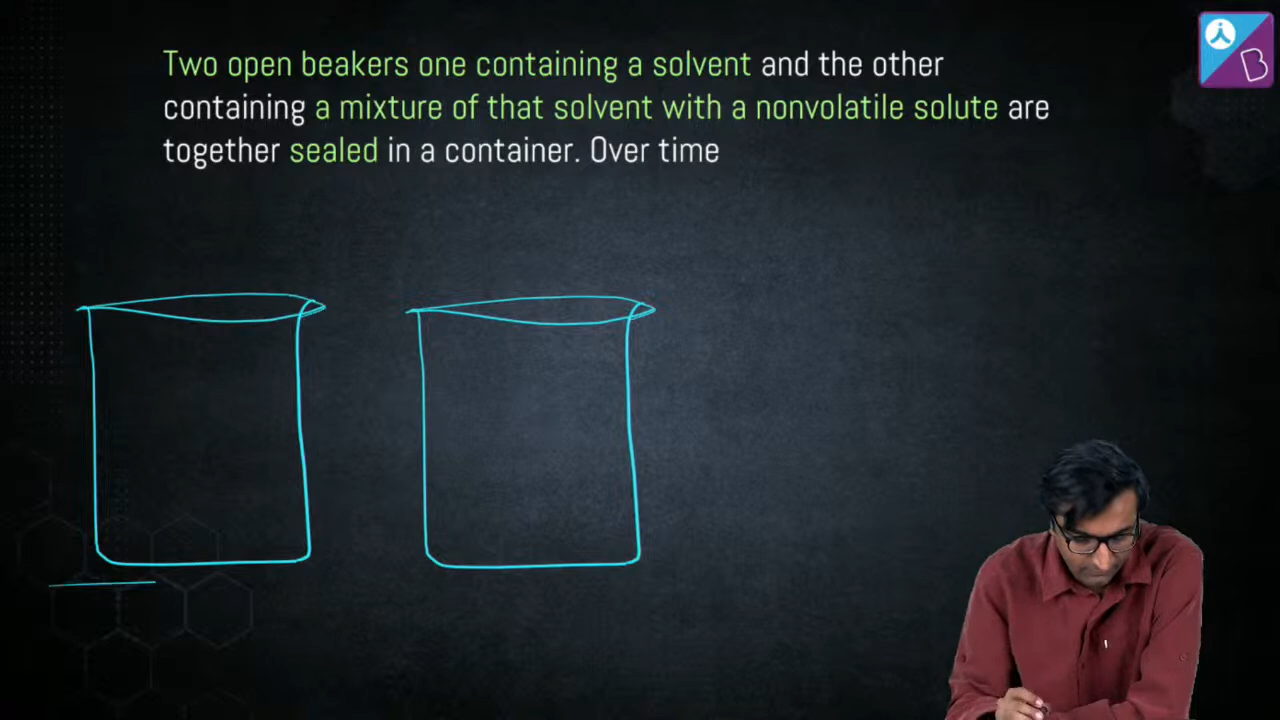 Two open beakers one containing a solvent and the other
containing a mixture of that solvent with a nonvolatile solute are
together sealed in a container. Over time
B